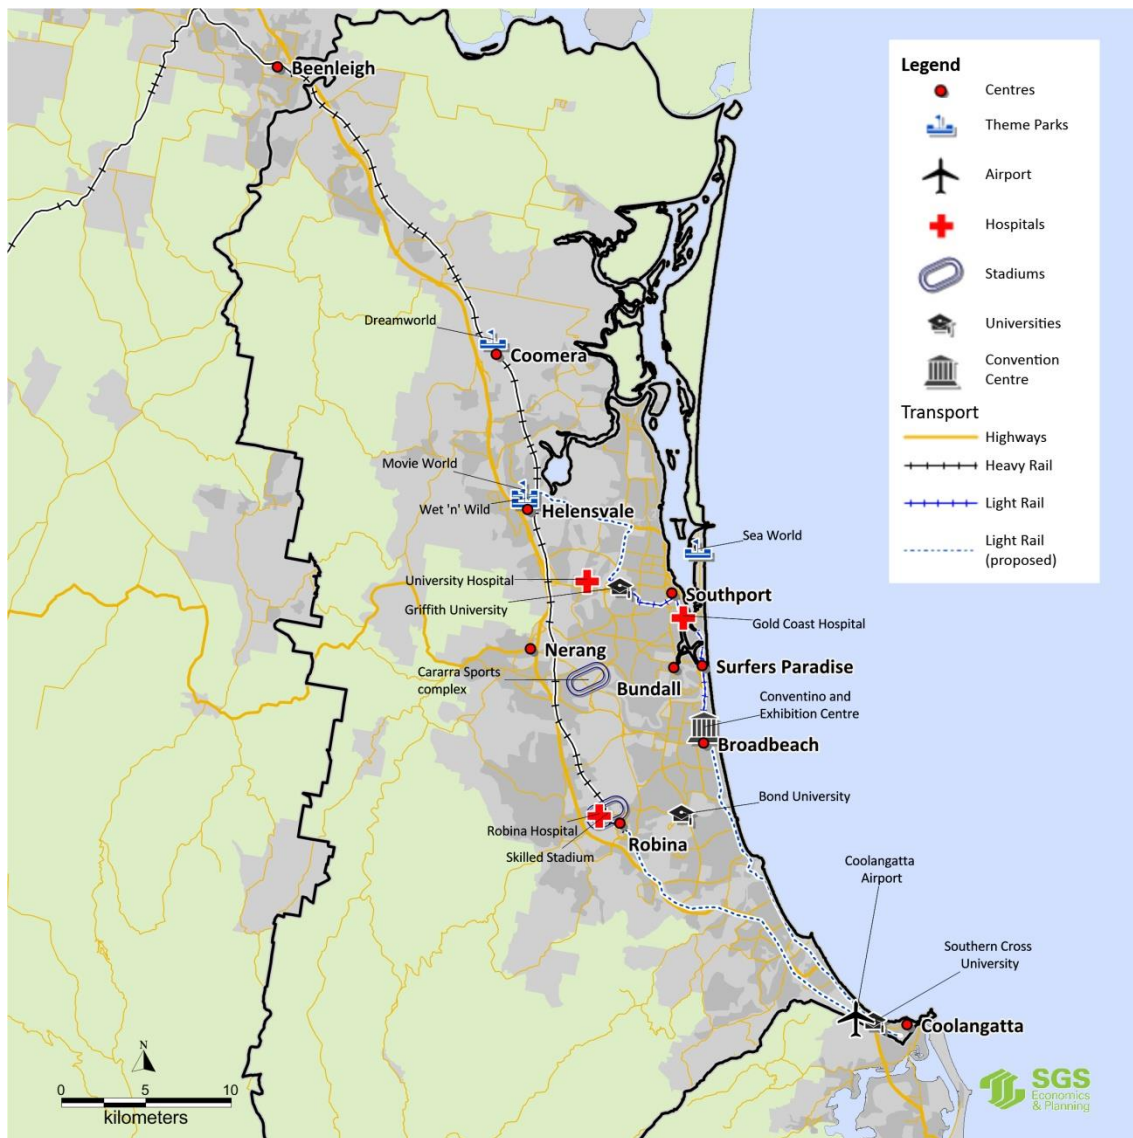 Beenleigh
Legend
Centres
Theme Parks
Airport
Hospitals
Stadiums
Universities
Convention
Centre
Transport
Highways
Heavy Rail
Light Rail
Light Rail
(proposed)
Dreamworld
Coomera
Movie World
Wet 'n' Wild
Helensvale
Sea World
University Hospital
Griffith University
Southport
Gold Coast Hospital
Nerang
Cararra Sports
complex
Bundall
Surfers Paradise
Conventino and
Exhibition Centre
Broadbeach
Bond University
Robina Hospital
Skilled Stadium
Robina
Coolangatta
Airport
Southern Cross
University
Coolangatta
N
0 5 10
kilometers
SGS
Economics
& Planning